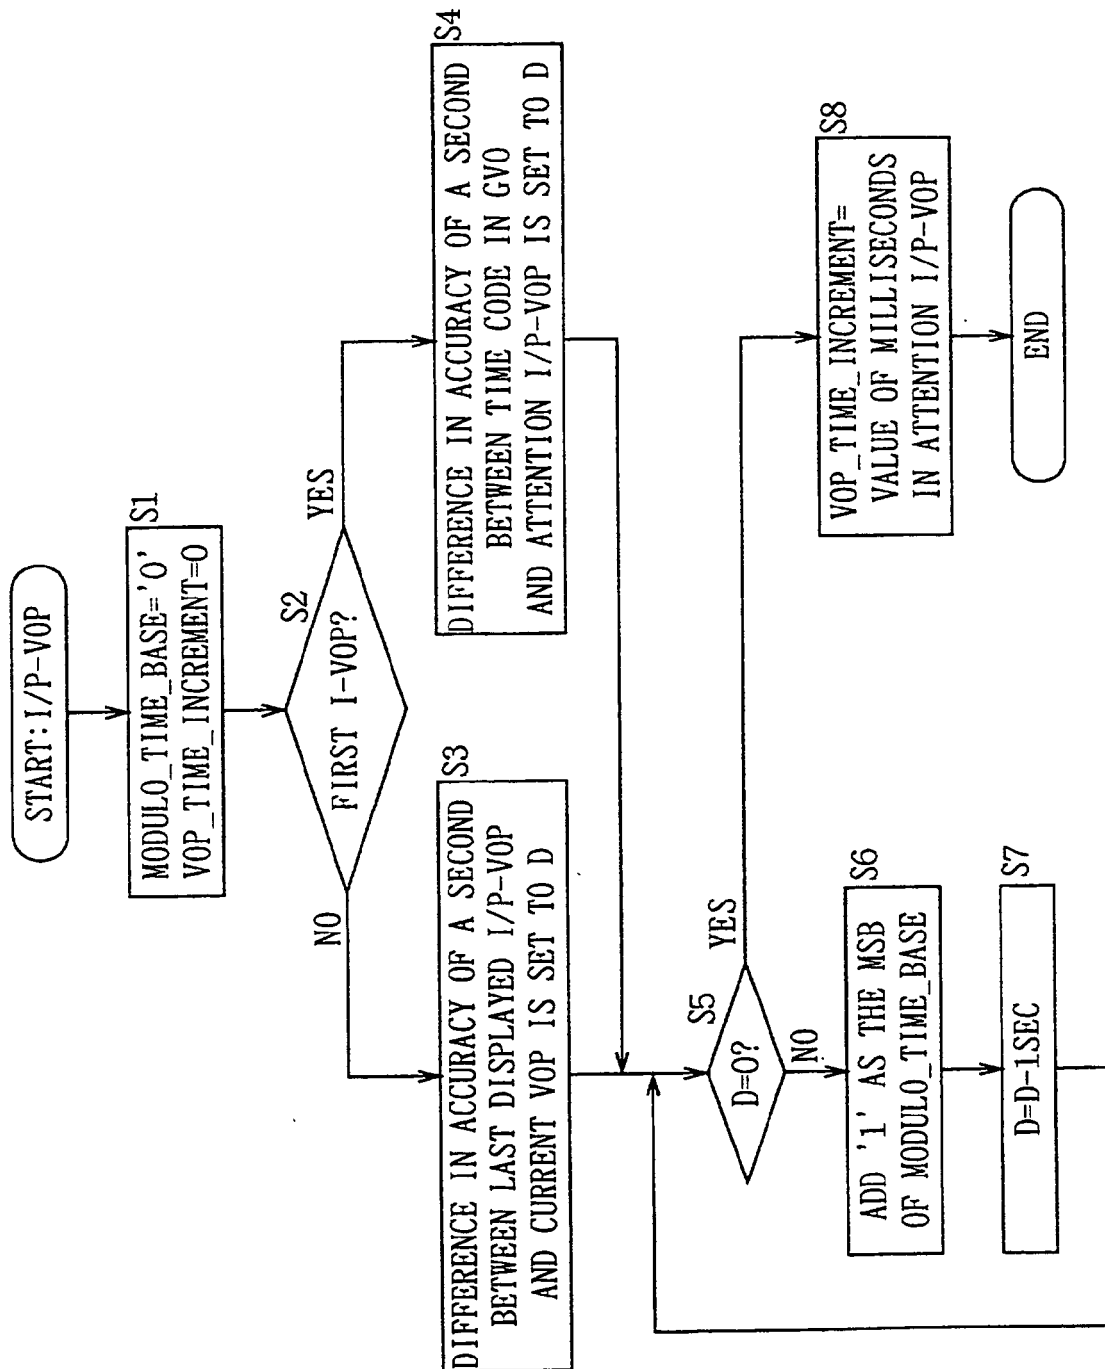 START:I/P-VOP
S1
MODULO_TIME_BASE='0'
VOP_TIME_INCREMENT=0
S2
FIRST I-VOP?
NO
YES
S3
DIFFERENCE IN ACCURACY OF A SECOND
BETWEEN LAST DISPLAYED I/P-VOP
AND CURRENT VOP IS SET TO D
S4
DIFFERENCE IN ACCURACY OF A SECOND
BETWEEN TIME CODE IN GVO
AND ATTENTION I/P-VOP IS SET TO D
S5
D=0?
YES
NO
S6
ADD '1' AS THE MSB
OF MODULO_TIME_BASE
S7
D=D-1SEC
S8
VOP_TIME_INCREMENT=
VALUE OF MILLISECONDS
IN ATTENTION I/P-VOP
END